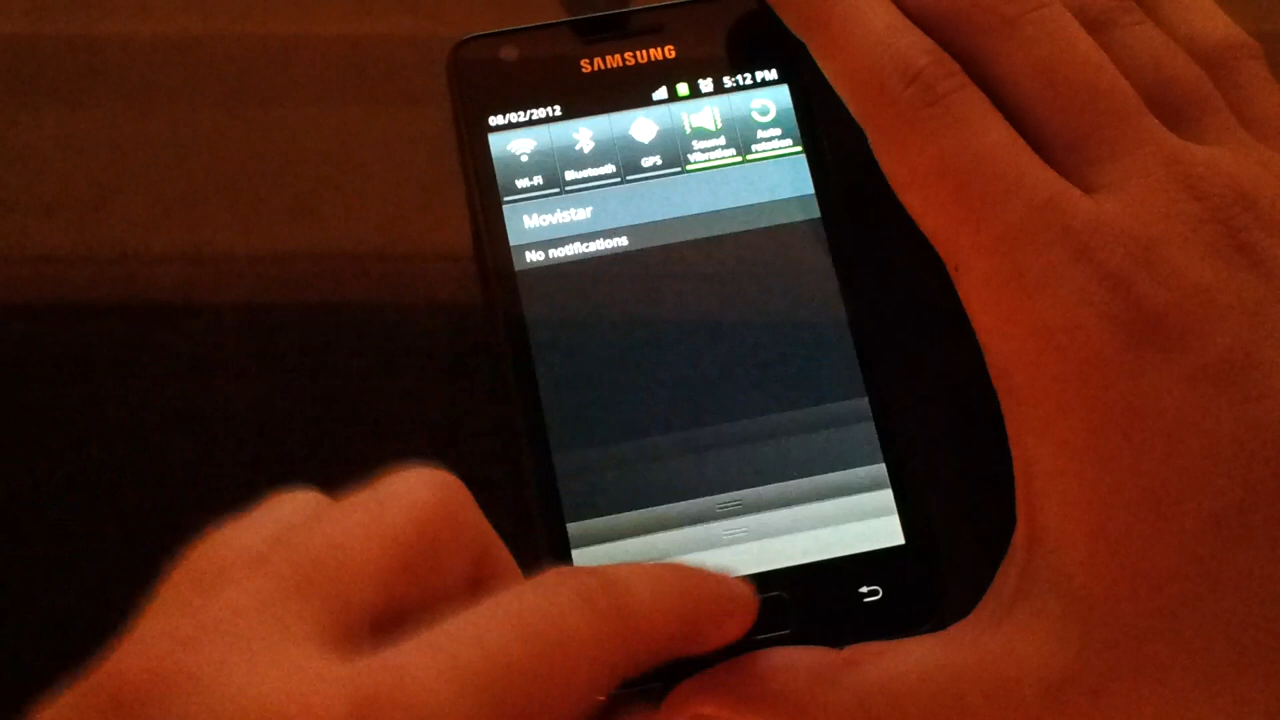 SAMSUNG
5:12 PM
08/02/2012
Wi-Fi
Bluetooth
GPS
Sound
Vibration
Auto
rotation
Movistar
No notifications